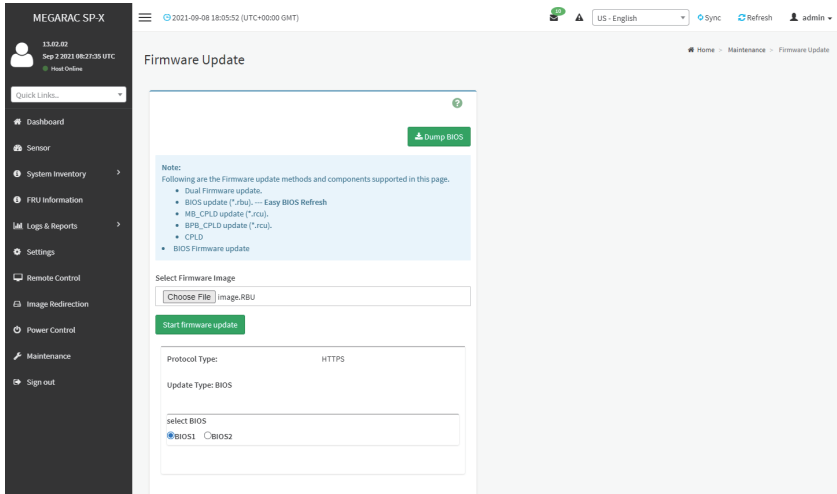 MEGARAC SP-X
2021-09-08 18:05:52 (UTC+00:00 GMT)
10
US - English
Sync
Refresh
admin
13.02.02
Sep 2 2021 08:27:35 UTC
Host Online
Quick Links..
Dashboard
Sensor
System Inventory
FRU Information
Logs & Reports
Settings
Remote Control
Image Redirection
Power Control
Maintenance
Sign out
Firmware Update
Home > Maintenance > Firmware Update
Dump BIOS
Note:
Following are the Firmware update methods and components supported in this page.
Dual Firmware update.
BIOS update (*.rbu). --- Easy BIOS Refresh
MB_CPLD update (*.rcu).
BPB_CPLD update (*.rcu).
CPLD
BIOS Firmware update
Select Firmware Image
Choose File image.RBU
Start firmware update
Protocol Type: HTTPS
Update Type: BIOS
select BIOS
BIOS1 BIOS2